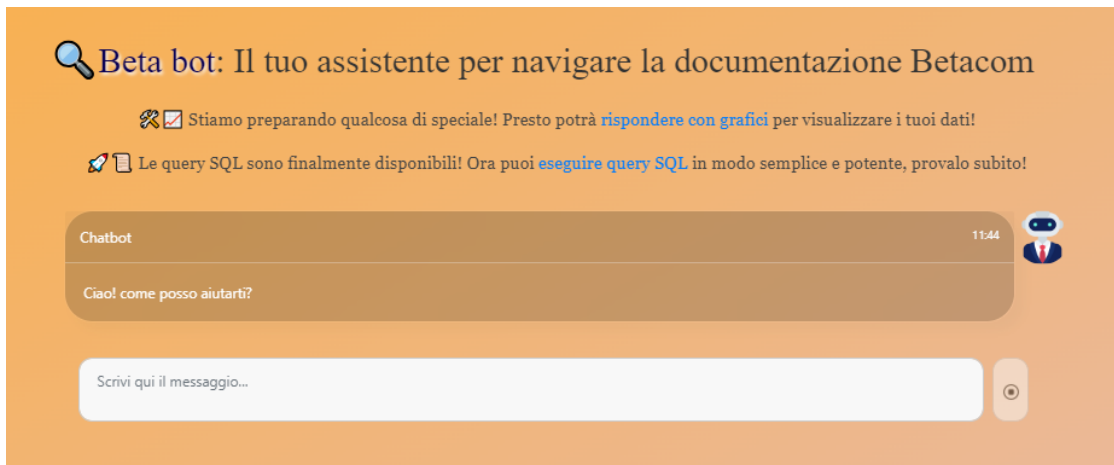 Beta bot: Il tuo assistente per navigare la documentazione Betacom
Stiamo preparando qualcosa di speciale! Presto potrà rispondere con grafici per visualizzare i tuoi dati!
Le query SQL sono finalmente disponibili! Ora puoi eseguire query SQL in modo semplice e potente, provalo subito!
Chatbot 11:44
Ciao! come posso aiutarti?
Scrivi qui il messaggio...